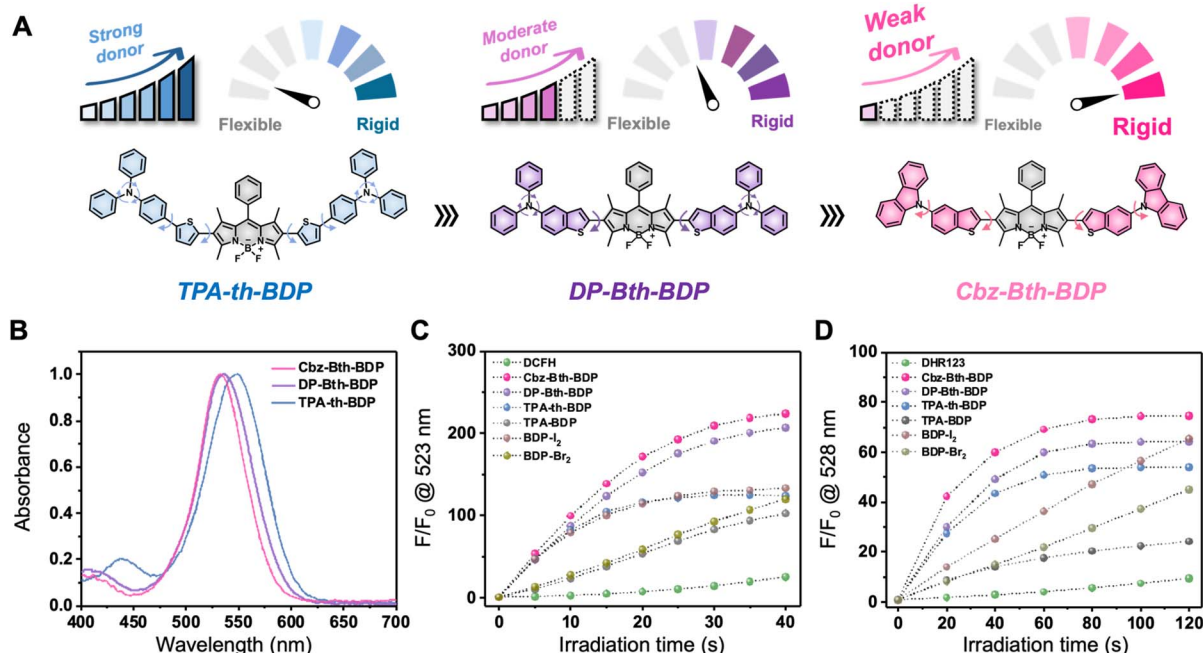 A
Strong
donor
Flexible
Rigid
Moderate
donor
Flexible
Rigid
Weak
donor
Flexible
Rigid
N
S
S
N
N
B
F
F
−
+
TPA-th-BDP
»»
N
S
S
N
N
B
F
F
−
+
DP-Bth-BDP
»»
N
S
S
N
N
B
F
F
−
+
Cbz-Bth-BDP
B
Absorbance
1.0
0.8
0.6
0.4
0.2
0.0
Cbz-Bth-BDP
DP-Bth-BDP
TPA-th-BDP
400 450 500 550 600 650 700
Wavelength (nm)
C
F/F0 @ 523 nm
300
200
100
0
DCFH
Cbz-Bth-BDP
DP-Bth-BDP
TPA-th-BDP
TPA-BDP
BDP-I2
BDP-Br2
0 10 20 30 40
Irradiation time (s)
D
F/F0 @ 528 nm
100
80
60
40
20
0
DHR123
Cbz-Bth-BDP
DP-Bth-BDP
TPA-th-BDP
TPA-BDP
BDP-I2
BDP-Br2
0 20 40 60 80 100 120
Irradiation time (s)